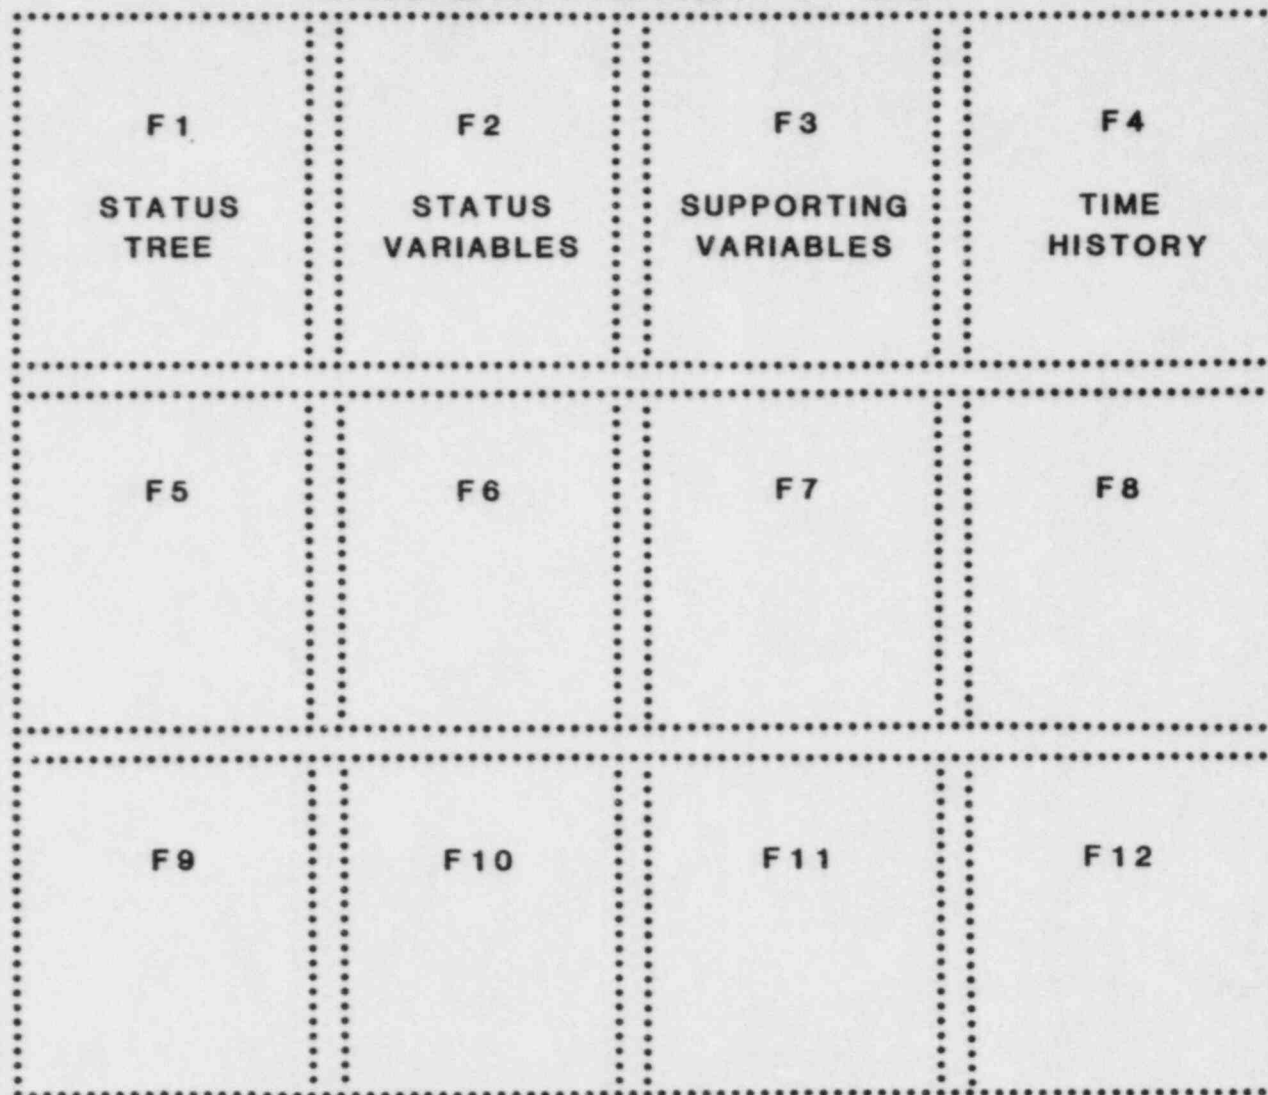 F1 F2 F3 F4
STATUS STATUS SUPPORTING TIME
TREE VARIABLES VARIABLES HISTORY
F5 F6 F7 F8
F9 F10 F11 F12